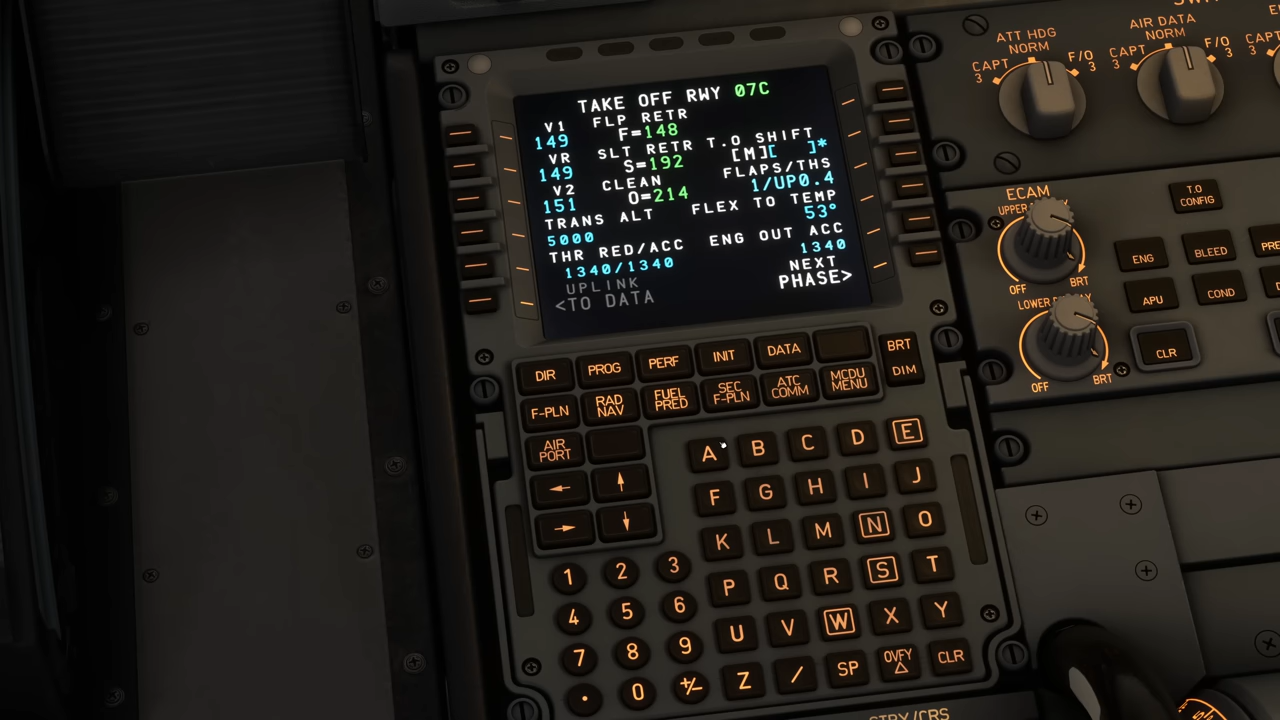 TAKE OFF RWY 07C
V1 FLP RETR
149 F=148
VR SLT RETR T.O SHIFT
149 S=192 [M][ ]*
V2 CLEAN FLAPS/THS
151 O=214 1/UP0.4
TRANS ALT FLEX TO TEMP
5000 53°
THR RED/ACC ENG OUT ACC
1340/1340 1340
UPLINK NEXT
<TO DATA PHASE>
DIR PROG PERF INIT DATA
BRT
DIM
F-PLN RAD NAV FUEL PRED SEC F-PLN ATC COMM MCDU MENU
AIR PORT
← ↑
→ ↓
A B C D E
F G H I J
K L M N O
P Q R S T
U V W X Y
Z / SP OVFY △ CLR
1 2 3
4 5 6
7 8 9
. 0 +/-
ATT HDG
NORM
CAPT 3 F/O 3
AIR DATA
NORM
CAPT 3 F/O 3
CAPT 3
ECAM
OFF BRT
OFF BRT
T.O CONFIG
ENG BLEED
APU COND
CLR